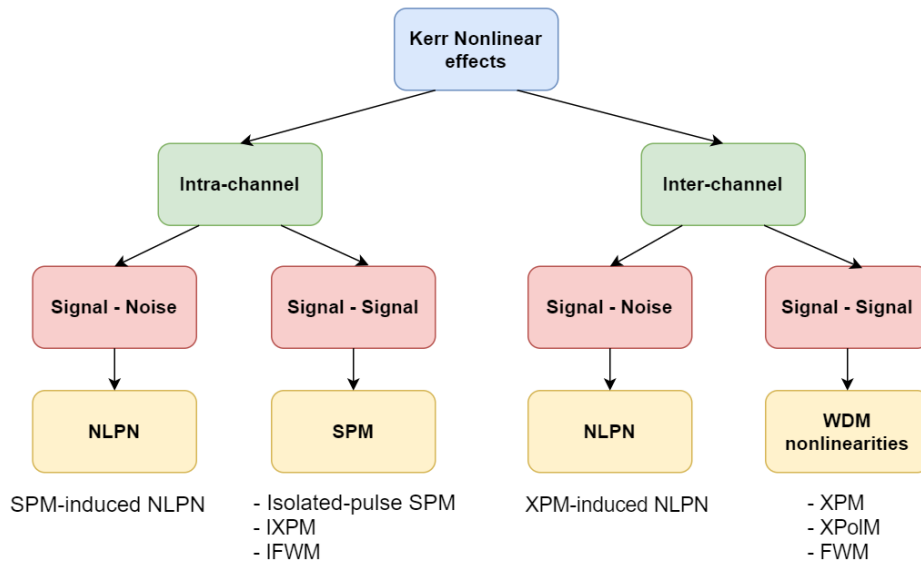 Kerr Nonlinear
effects
Intra-channel
Inter-channel
Signal - Noise
Signal - Signal
Signal - Noise
Signal - Signal
NLPN
SPM
NLPN
WDM
nonlinearities
SPM-induced NLPN
- Isolated-pulse SPM
- IXPM
- IFWM
XPM-induced NLPN
- XPM
- XPolM
- FWM